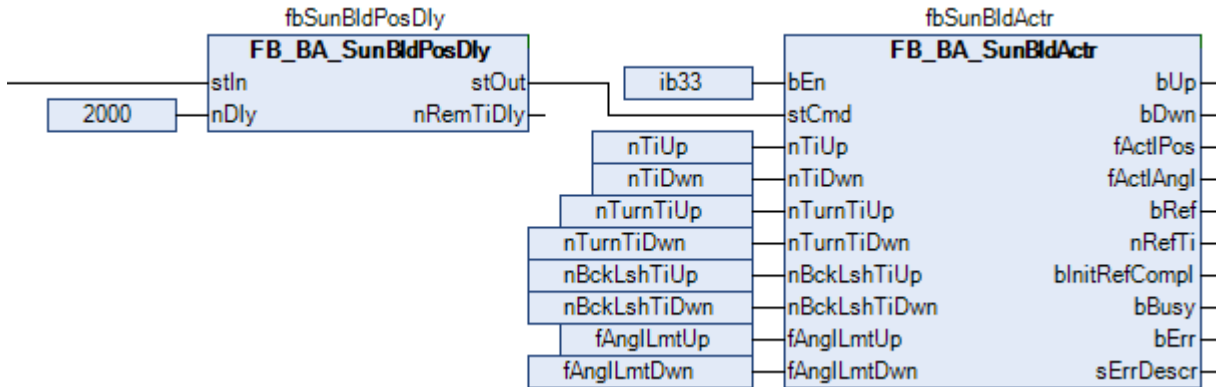 fbSunBldPosDly
FB_BA_SunBldPosDly
stIn stOut
2000 nDly nRemTiDly
fbSunBldActr
FB_BA_SunBldActr
ib33 bEn bUp
stCmd bDwn
nTiUp nTiUp fActlPos
nTiDwn nTiDwn fActlAngl
nTurnTiUp nTurnTiUp bRef
nTurnTiDwn nTurnTiDwn nRefTi
nBckLshTiUp nBckLshTiUp bInitRefCompl
nBckLshTiDwn nBckLshTiDwn bBusy
fAnglLmtUp fAnglLmtUp bErr
fAnglLmtDwn fAnglLmtDwn sErrDescr